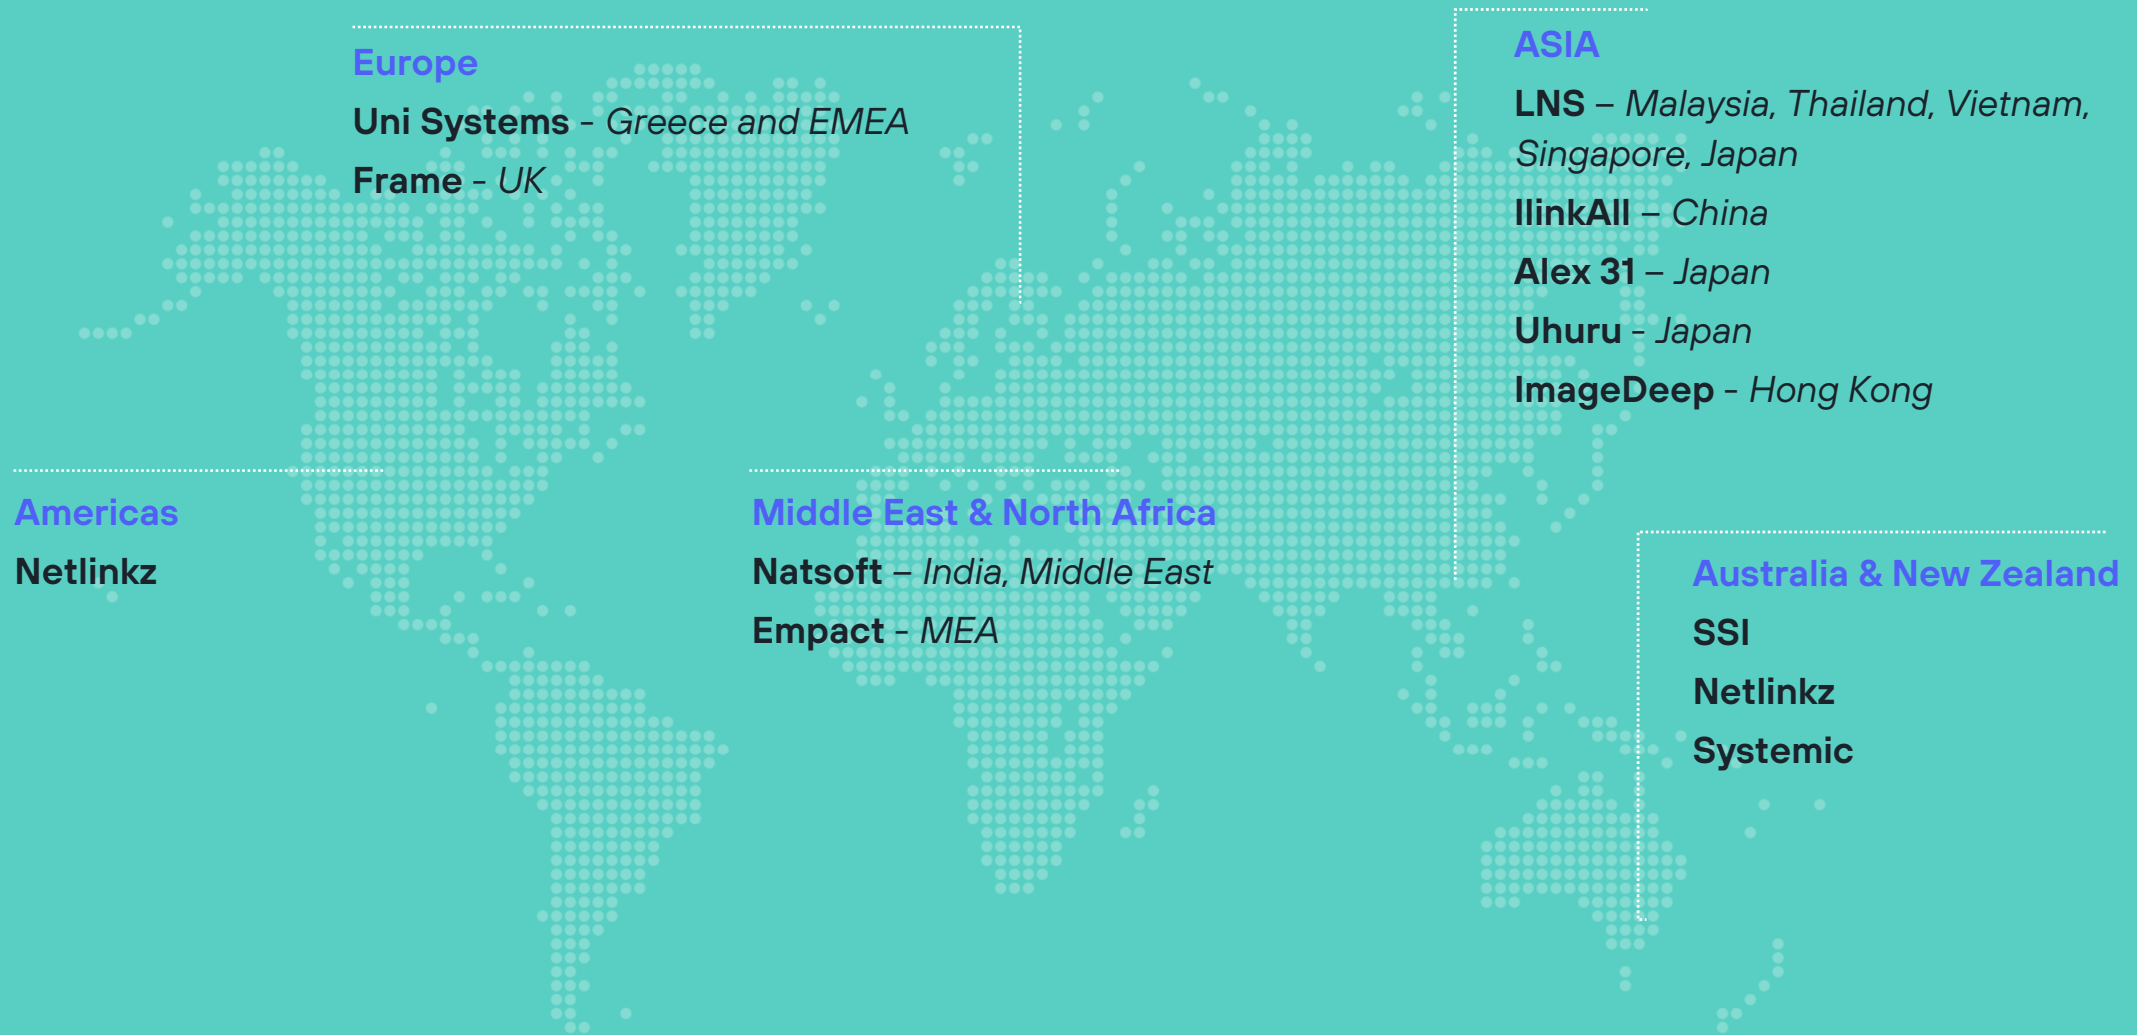 Europe
Uni Systems - Greece and EMEA
Frame - UK
ASIA
LNS – Malaysia, Thailand, Vietnam,
Singapore, Japan
IlinkAll – China
Alex 31 – Japan
Uhuru - Japan
ImageDeep - Hong Kong
Americas
Netlinkz
Middle East & North Africa
Natsoft – India, Middle East
Empact - MEA
Australia & New Zealand
SSI
Netlinkz
Systemic